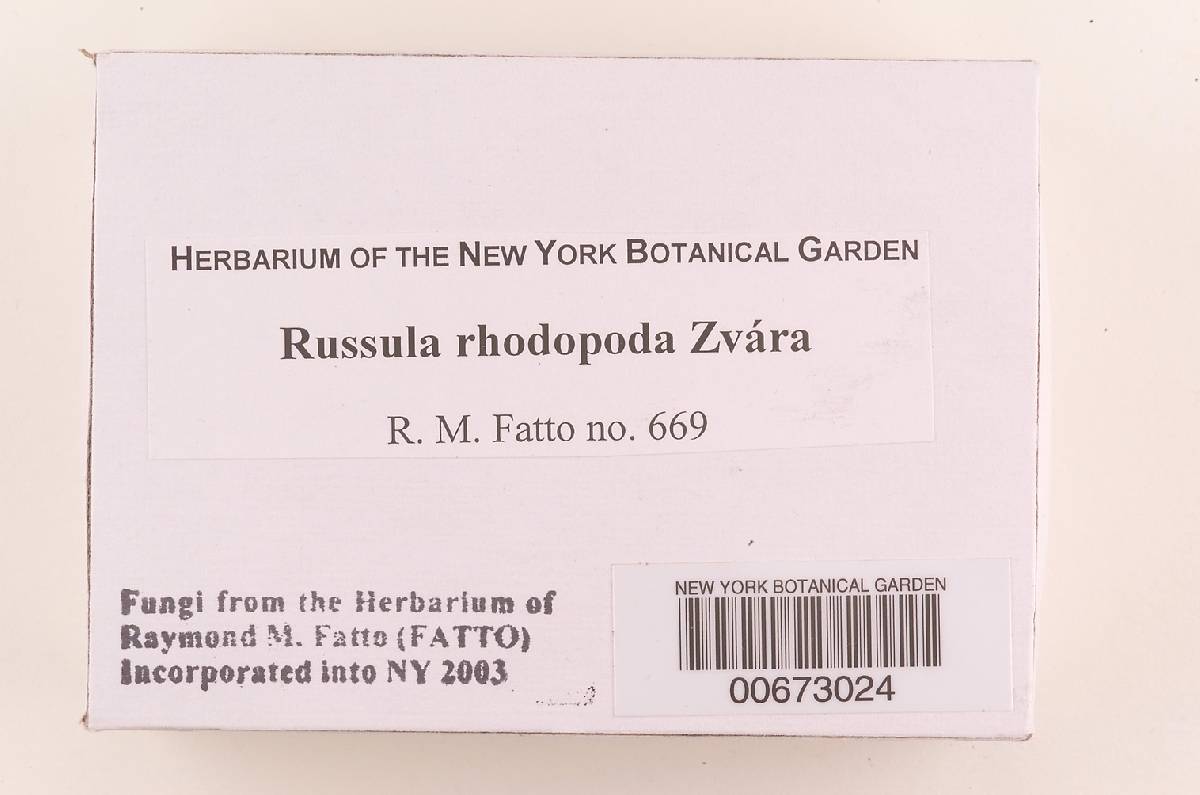 HERBARIUM OF THE NEW YORK BOTANICAL GARDEN
Russula rhodopoda Zvára
R. M. Fatto no. 669
Fungi from the Herbarium of
Raymond M. Fatto (FATTO)
Incorporated into NY 2003
NEW YORK BOTANICAL GARDEN
00673024